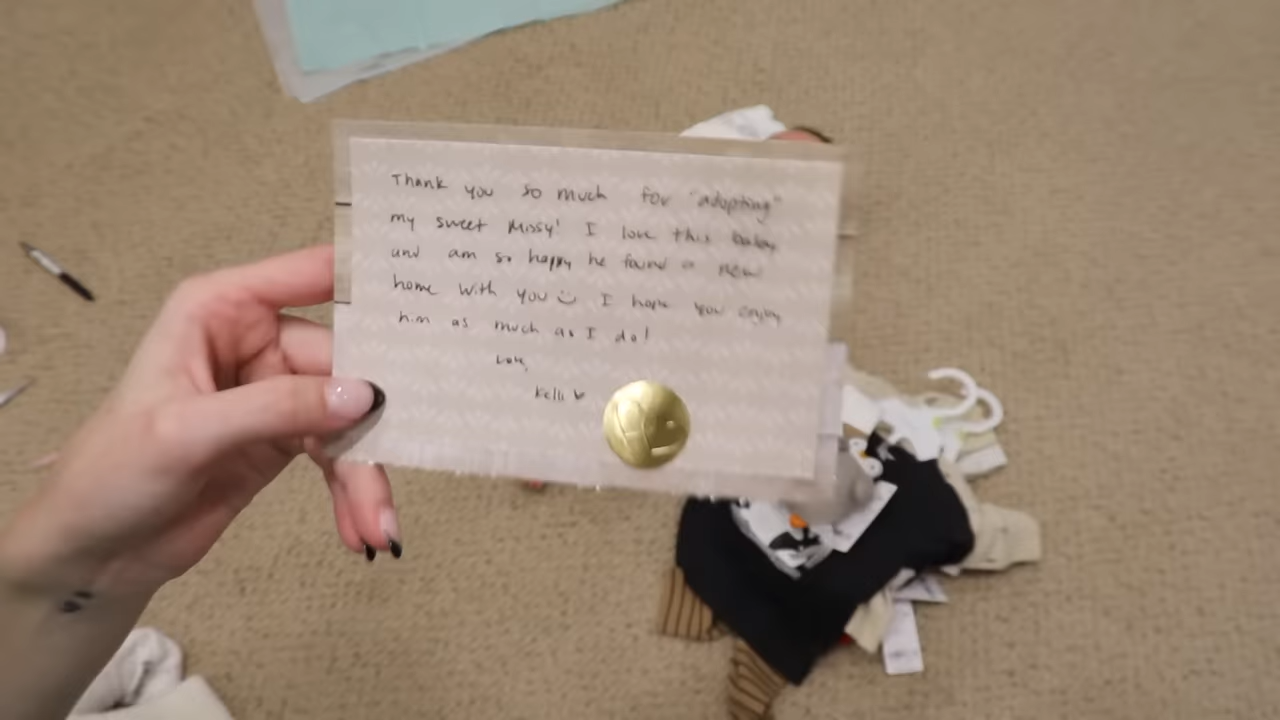 Thank you so much for "adopting"
my sweet Missy! I love this baby
and am so happy he found a new
home with you I hope you enjoy
him as much as I do!
Love,
Kelli